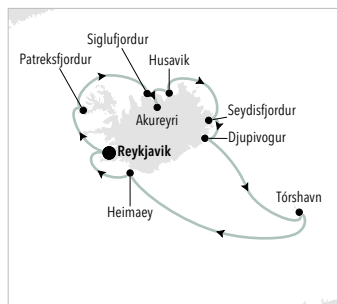 Siglufjordur
Husavik
Patreksfjordur
Akureyri
Seydisfjordur
Djupivogur
Reykjavik
Tórshavn
Heimaey